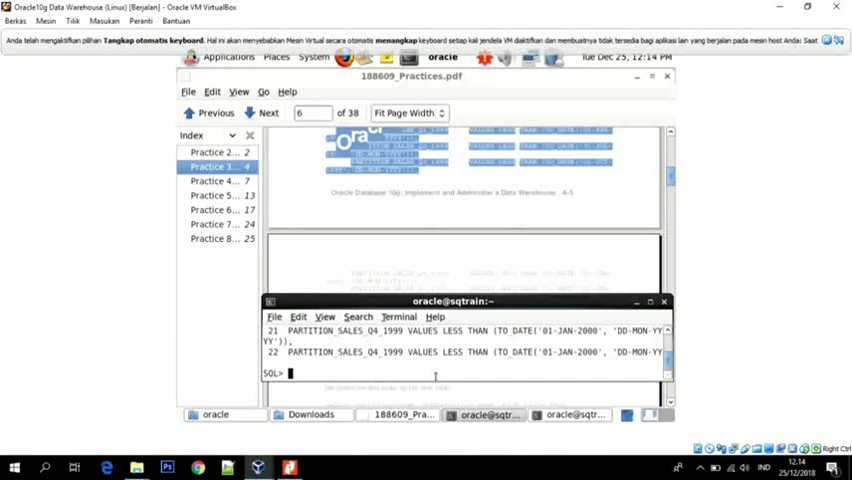 Oracle10g Data Warehouse (Linux) [Berjalan] - Oracle VM VirtualBox
Berkas Mesin Tilik Masukan Peranti Bantuan
Anda telah mengaktifkan pilihan Tangkap otomatis keyboard. Hal ini akan menyebabkan Mesin Virtual secara otomatis menangkap keyboard setiap kali jendela VM diaktifkan dan membuatnya tidak tersedia bagi aplikasi lain yang berjalan pada mesin host Anda: Saat
Applications Places System oracle Tue Dec 25, 12:14 PM
188609_Practices.pdf
File Edit View Go Help
Previous Next 6 of 38 Fit Page Width
Index
Practice 2... 2
Practice 3... 4
Practice 4... 7
Practice 5... 13
Practice 6... 17
Practice 7... 24
Practice 8... 25
Oracle Database 10g: Implement and Administer a Data Warehouse A-5
oracle@sqtrain:~
File Edit View Search Terminal Help
21 PARTITION_SALES_Q4_1999 VALUES LESS THAN (TO_DATE('01-JAN-2000', 'DD-MON-YY
YY')),
22 PARTITION_SALES_Q4_1999 VALUES LESS THAN (TO_DATE('01-JAN-2000', 'DD-MON-YY
SQL>
oracle Downloads 188609_Pra... oracle@sqtr... oracle@sqtr...
Right Ctrl
IND 12.14
25/12/2018